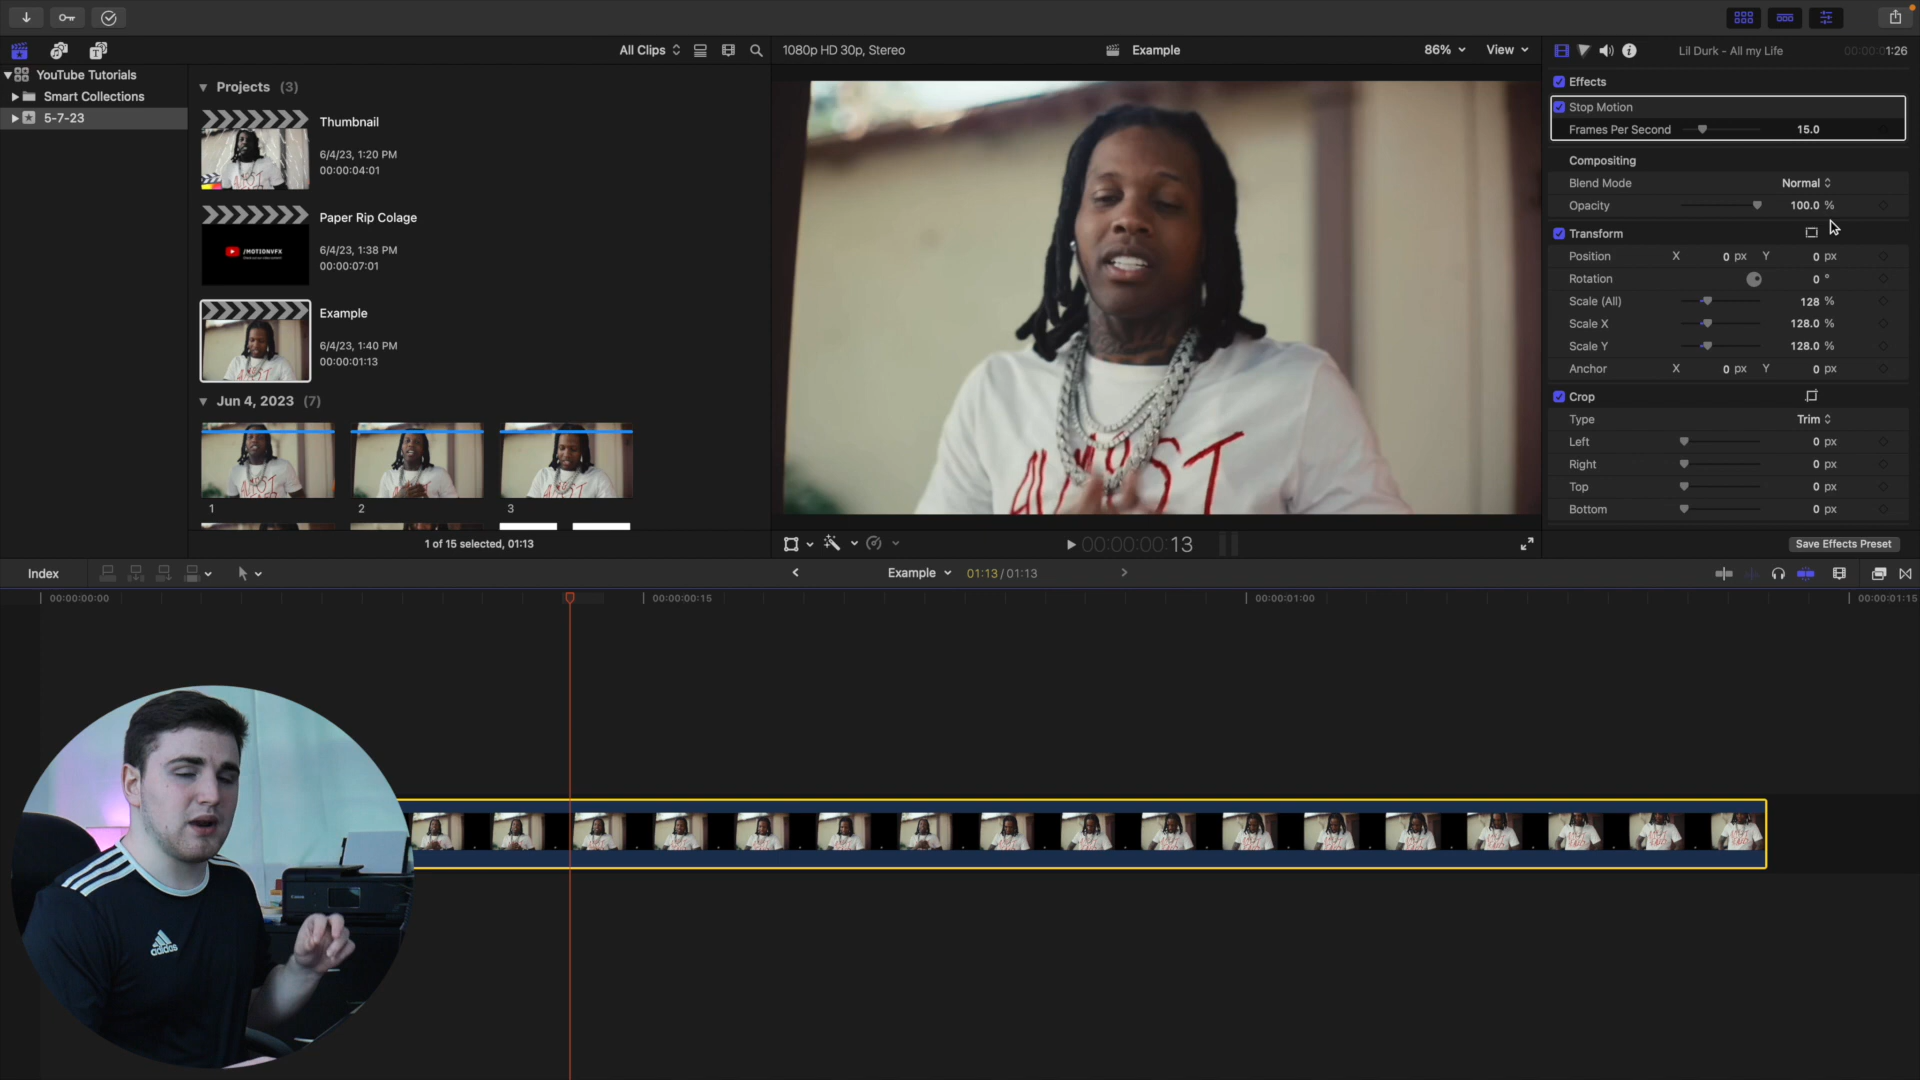 All Clips
1080p HD 30p, Stereo
Example
86%
View
Lil Durk - All my Life
00:00:01:26
YouTube Tutorials
Smart Collections
5-7-23
Projects (3)
Thumbnail
6/4/23, 1:20 PM
00:00:04:01
Paper Rip Colage
6/4/23, 1:38 PM
00:00:07:01
/MOTIONVFX
Example
6/4/23, 1:40 PM
00:00:01:13
Jun 4, 2023 (7)
1
2
3
1 of 15 selected, 01:13
00:00:00:13
Effects
Stop Motion
Frames Per Second 15.0
Compositing
Blend Mode Normal
Opacity 100.0 %
Transform
Position X 0 px Y 0 px
Rotation 0 °
Scale (All) 128 %
Scale X 128.0 %
Scale Y 128.0 %
Anchor X 0 px Y 0 px
Crop
Type Trim
Left 0 px
Right 0 px
Top 0 px
Bottom 0 px
Save Effects Preset
Index
Example 01:13 / 01:13
00:00:00:00
00:00:00:15
00:00:01:00
00:00:01:15
adidas
Canon